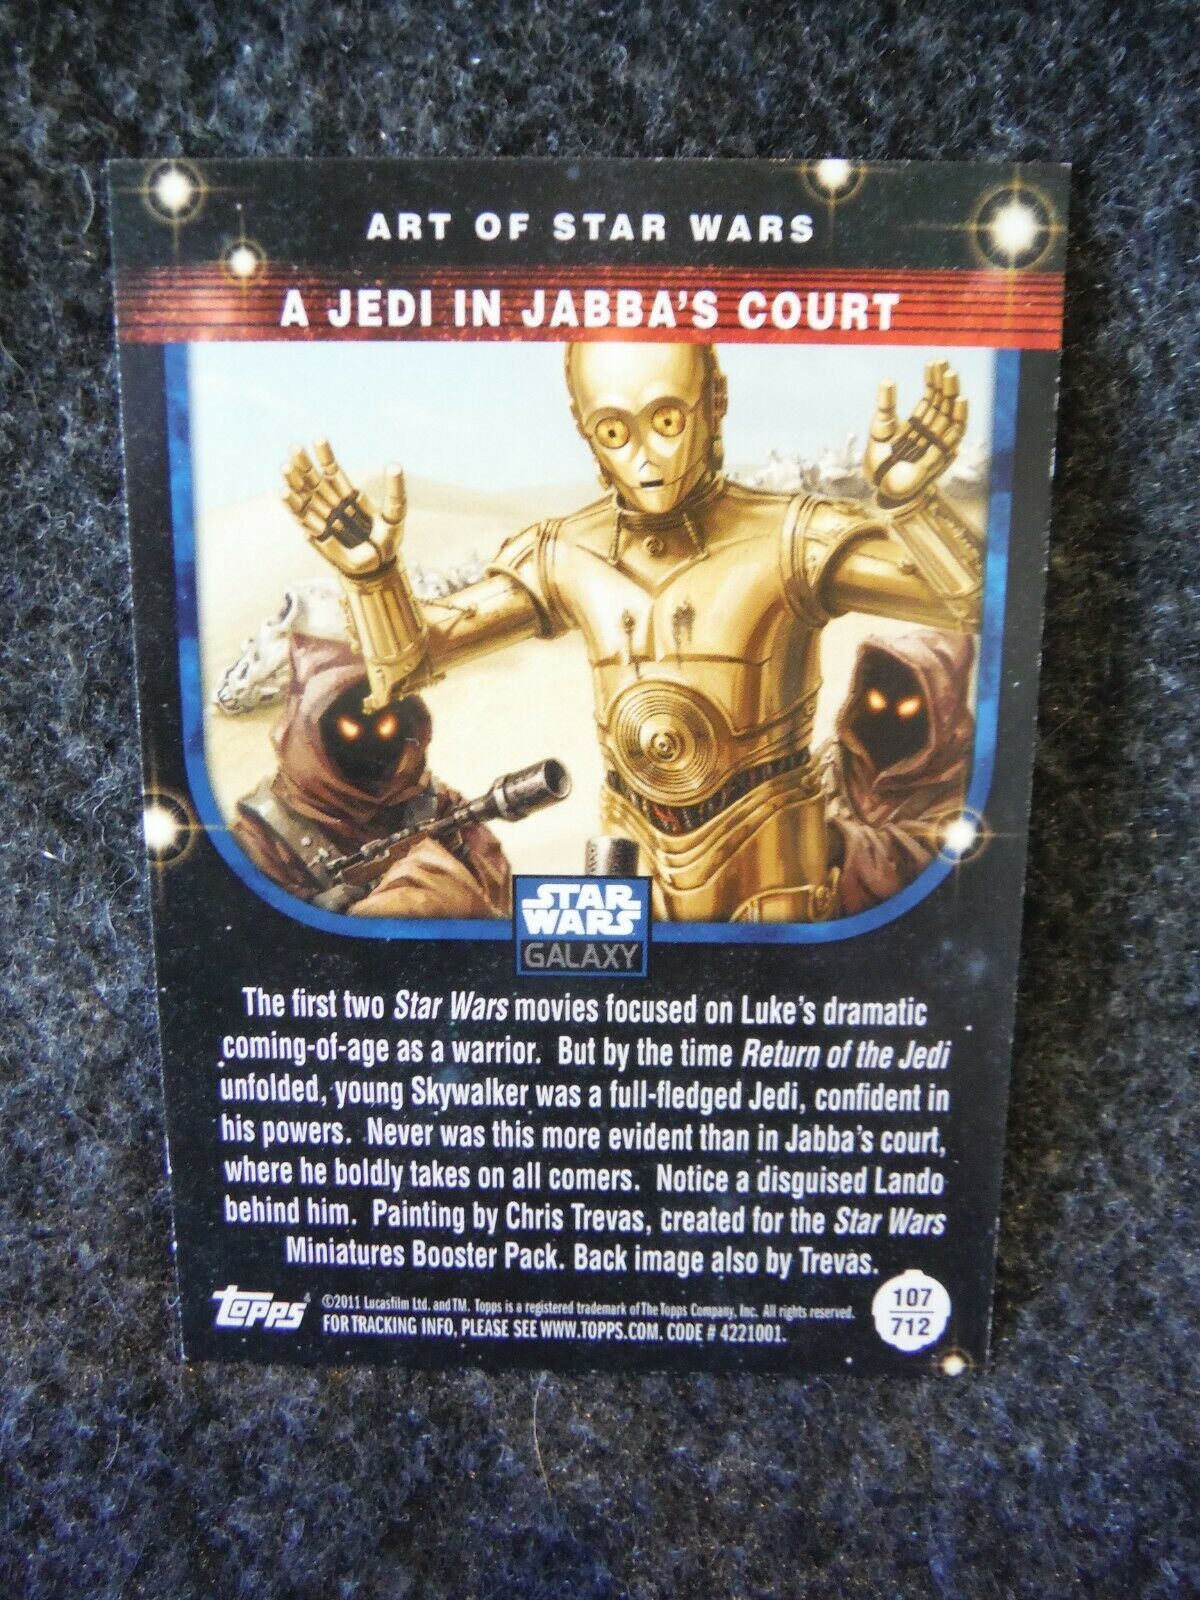 ART OF STAR WARS
A JEDI IN JABBA'S COURT
STAR
WARS
GALAXY
The first two Star Wars movies focused on Luke's dramatic
coming-of-age as a warrior. But by the time Return of the Jedi
unfolded, young Skywalker was a full-fledged Jedi, confident in
his powers. Never was this more evident than in Jabba's court,
where he boldly takes on all comers. Notice a disguised Lando
behind him. Painting by Chris Trevas, created for the Star Wars
Miniatures Booster Pack. Back image also by Trevas.
topps
©2011 Lucasfilm Ltd. and TM. Topps is a registered trademark of The Topps Company, Inc. All rights reserved.
FOR TRACKING INFO, PLEASE SEE WWW.TOPPS.COM. CODE # 4221001.
107
712